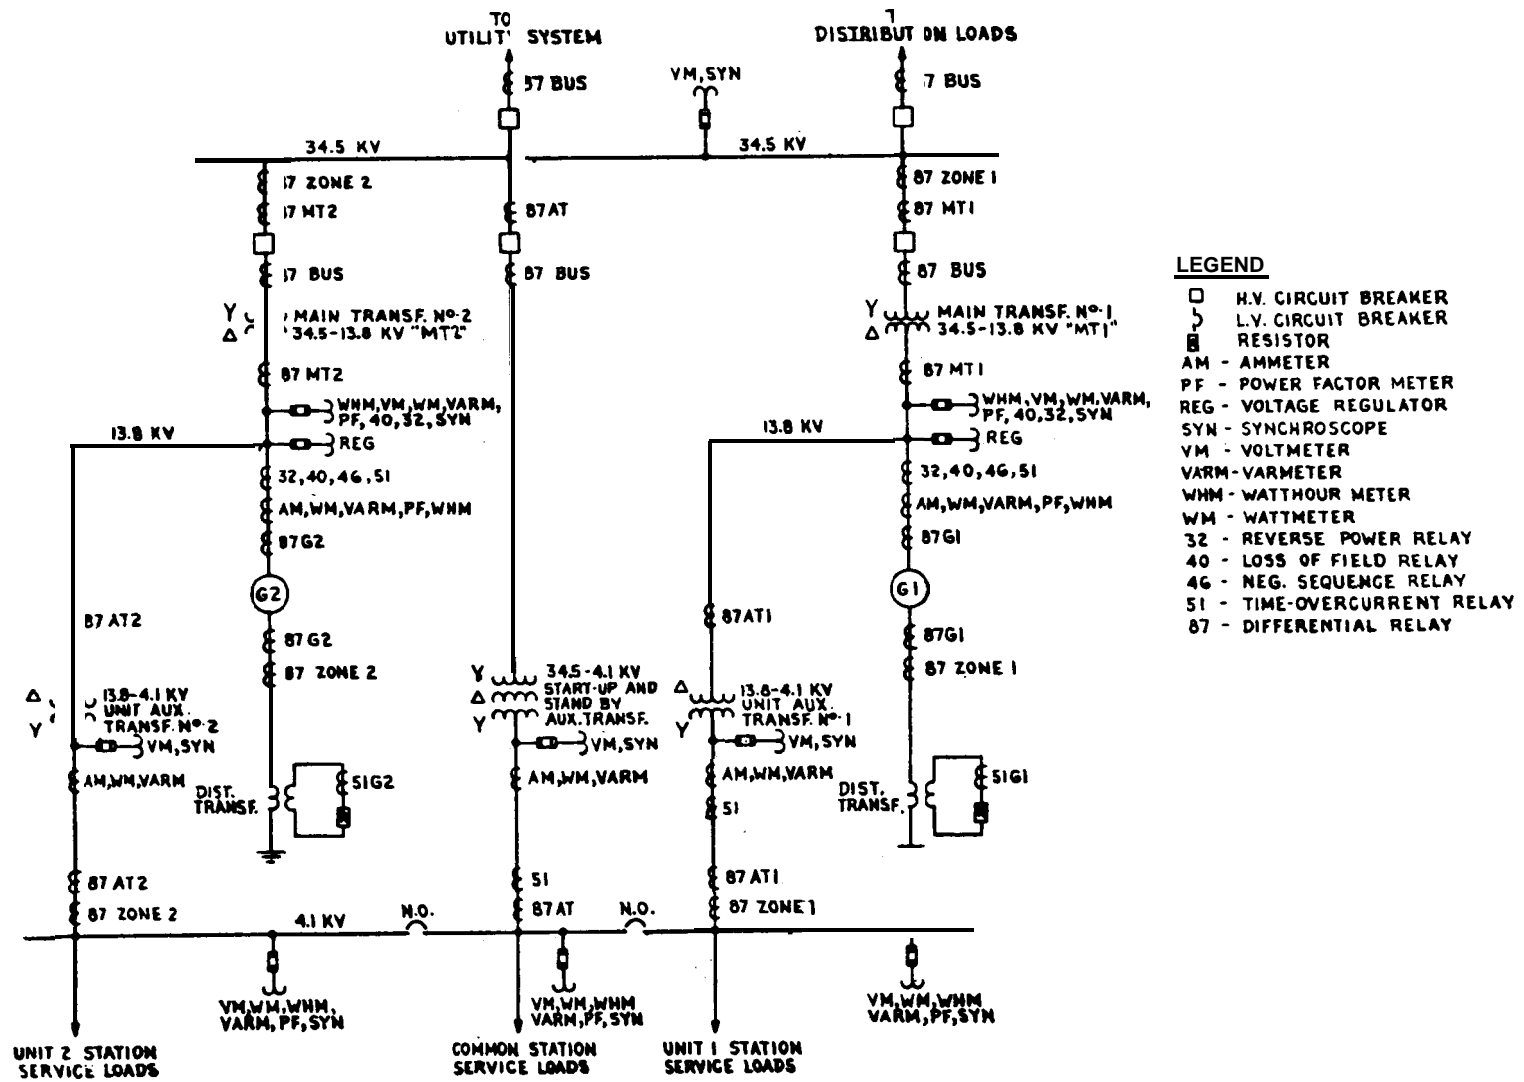 TO
UTILITY SYSTEM
DISTRIBUT ON LOADS
87 BUS
VM, SYN
7 BUS
34.5 KV
34.5 KV
87 ZONE 2
87 MT2
87 AT
87 ZONE 1
87 MT1
87 BUS
87 BUS
87 BUS
Y
Δ
MAIN TRANSF. Nº-2
34.5-13.8 KV "MT2"
Y
Δ
MAIN TRANSF. Nº-1
34.5-13.8 KV "MT1"
87 MT2
87 MT1
WHM, VM, WM, VARM,
PF, 40, 32, SYN
WHM, VM, WM. VARM,
PF, 40, 32, SYN
13.8 KV
REG
13.8 KV
REG
32, 40, 46, 51
32, 40, 46, 51
AM, WM, VARM, PF, WHM
AM, WM, VARM, PF, WHM
87G2
87G1
G2
G1
87 AT2
87 AT1
87 G2
87G1
87 ZONE 2
87 ZONE 1
Δ
Y
13.8-4.1 KV
UNIT AUX.
TRANSF. Nº-2
Y
Δ
Y
34.5-4.1 KV
START-UP AND
STAND BY
AUX. TRANSF.
Δ
Y
13.8-4.1 KV
UNIT AUX.
TRANSF. Nº-1
VM, SYN
VM, SYN
VM, SYN
AM, WM, VARM
AM, WM, VARM
AM, WM, VARM
DIST.
TRANSF.
51G2
DIST.
TRANSF.
51G1
51
87 AT2
51
87 AT1
87 ZONE 2
87 AT
87 ZONE 1
4.1 KV
N.O.
N.O.
VM, WM, WHM,
VARM, PF, SYN
VM, WM, WHM
VARM, PF, SYN
VM, WM, WHM
VARM, PF, SYN
UNIT 2 STATION
SERVICE LOADS
COMMON STATION
SERVICE LOADS
UNIT 1 STATION
SERVICE LOADS
LEGEND
H.V. CIRCUIT BREAKER
L.V. CIRCUIT BREAKER
RESISTOR
AM - AMMETER
PF - POWER FACTOR METER
REG - VOLTAGE REGULATOR
SYN - SYNCHROSCOPE
VM - VOLTMETER
VARM - VARMETER
WHM - WATTHOUR METER
WM - WATTMETER
32 - REVERSE POWER RELAY
40 - LOSS OF FIELD RELAY
46 - NEG. SEQUENCE RELAY
51 - TIME-OVERCURRENT RELAY
87 - DIFFERENTIAL RELAY